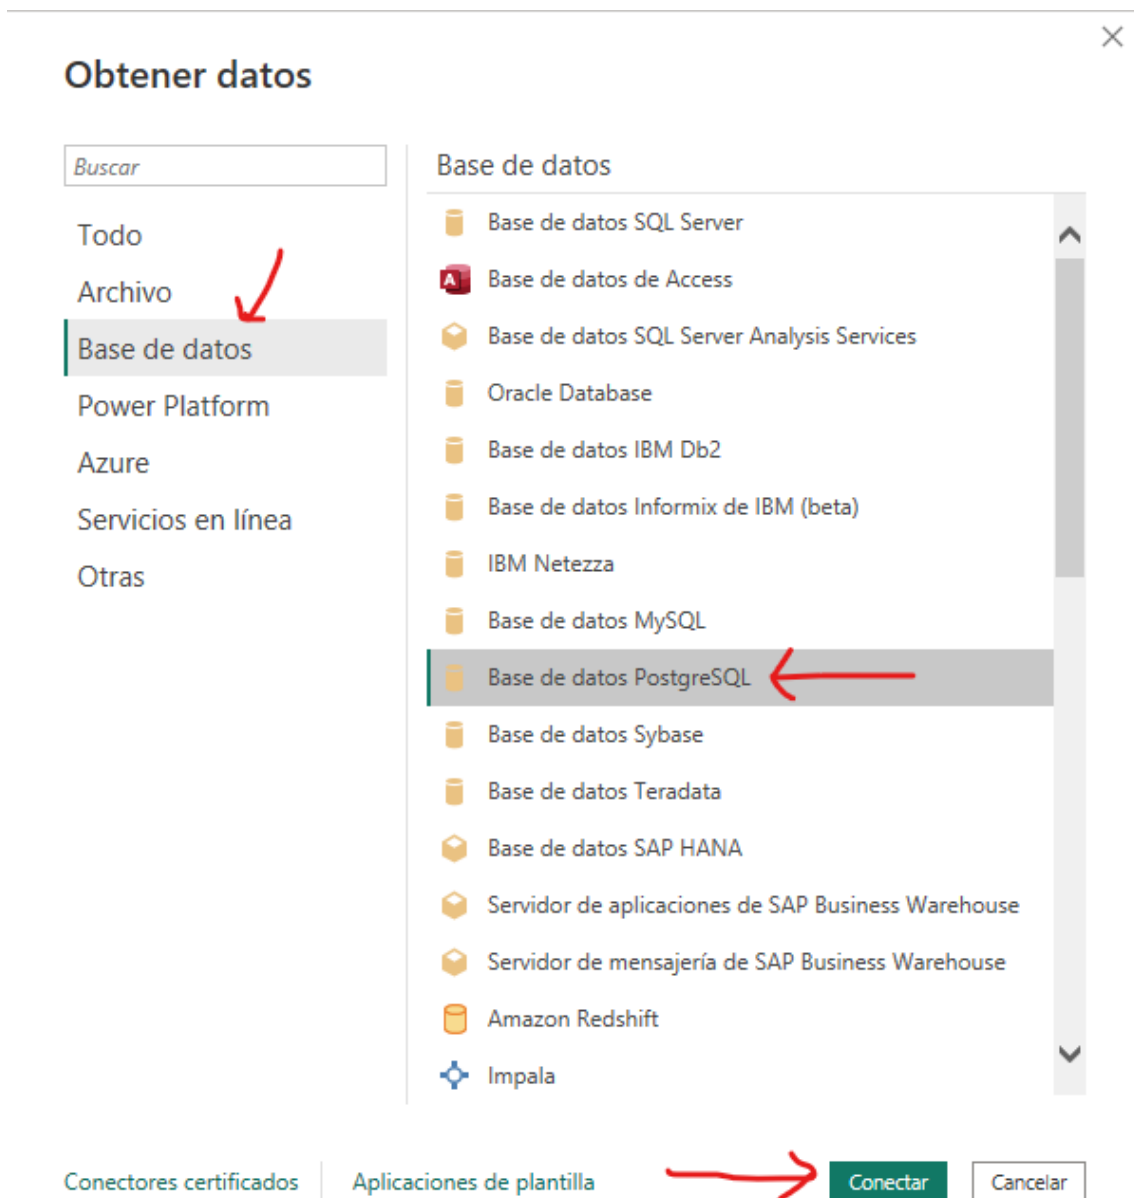 Obtener datos
Buscar
Todo
Archivo
Base de datos
Power Platform
Azure
Servicios en línea
Otras
Base de datos
Base de datos SQL Server
Base de datos de Access
Base de datos SQL Server Analysis Services
Oracle Database
Base de datos IBM Db2
Base de datos Informix de IBM (beta)
IBM Netezza
Base de datos MySQL
Base de datos PostgreSQL
Base de datos Sybase
Base de datos Teradata
Base de datos SAP HANA
Servidor de aplicaciones de SAP Business Warehouse
Servidor de mensajería de SAP Business Warehouse
Amazon Redshift
Impala
Conectores certificados
Aplicaciones de plantilla
Conectar
Cancelar